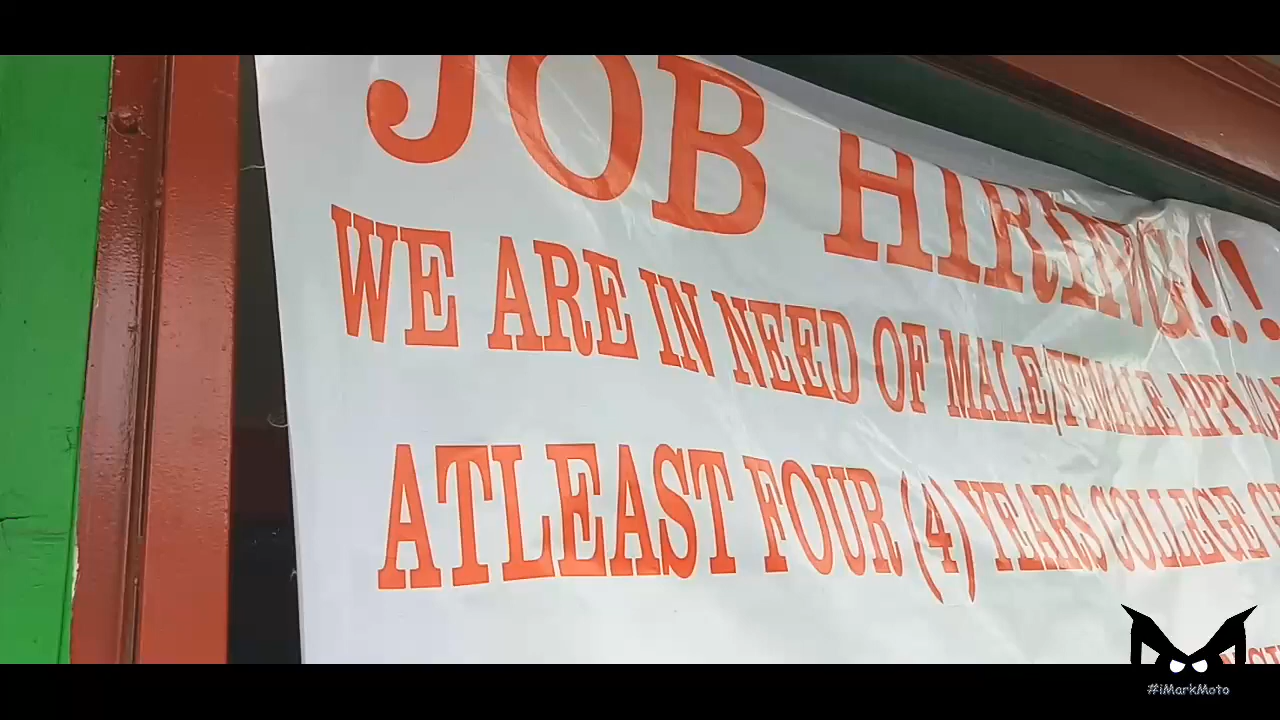 JOB HIRING!!!
WE ARE IN NEED OF MALE/FEMALE
ATLEAST FOUR (4) YEARS COLLEGE
#iMarkMoto